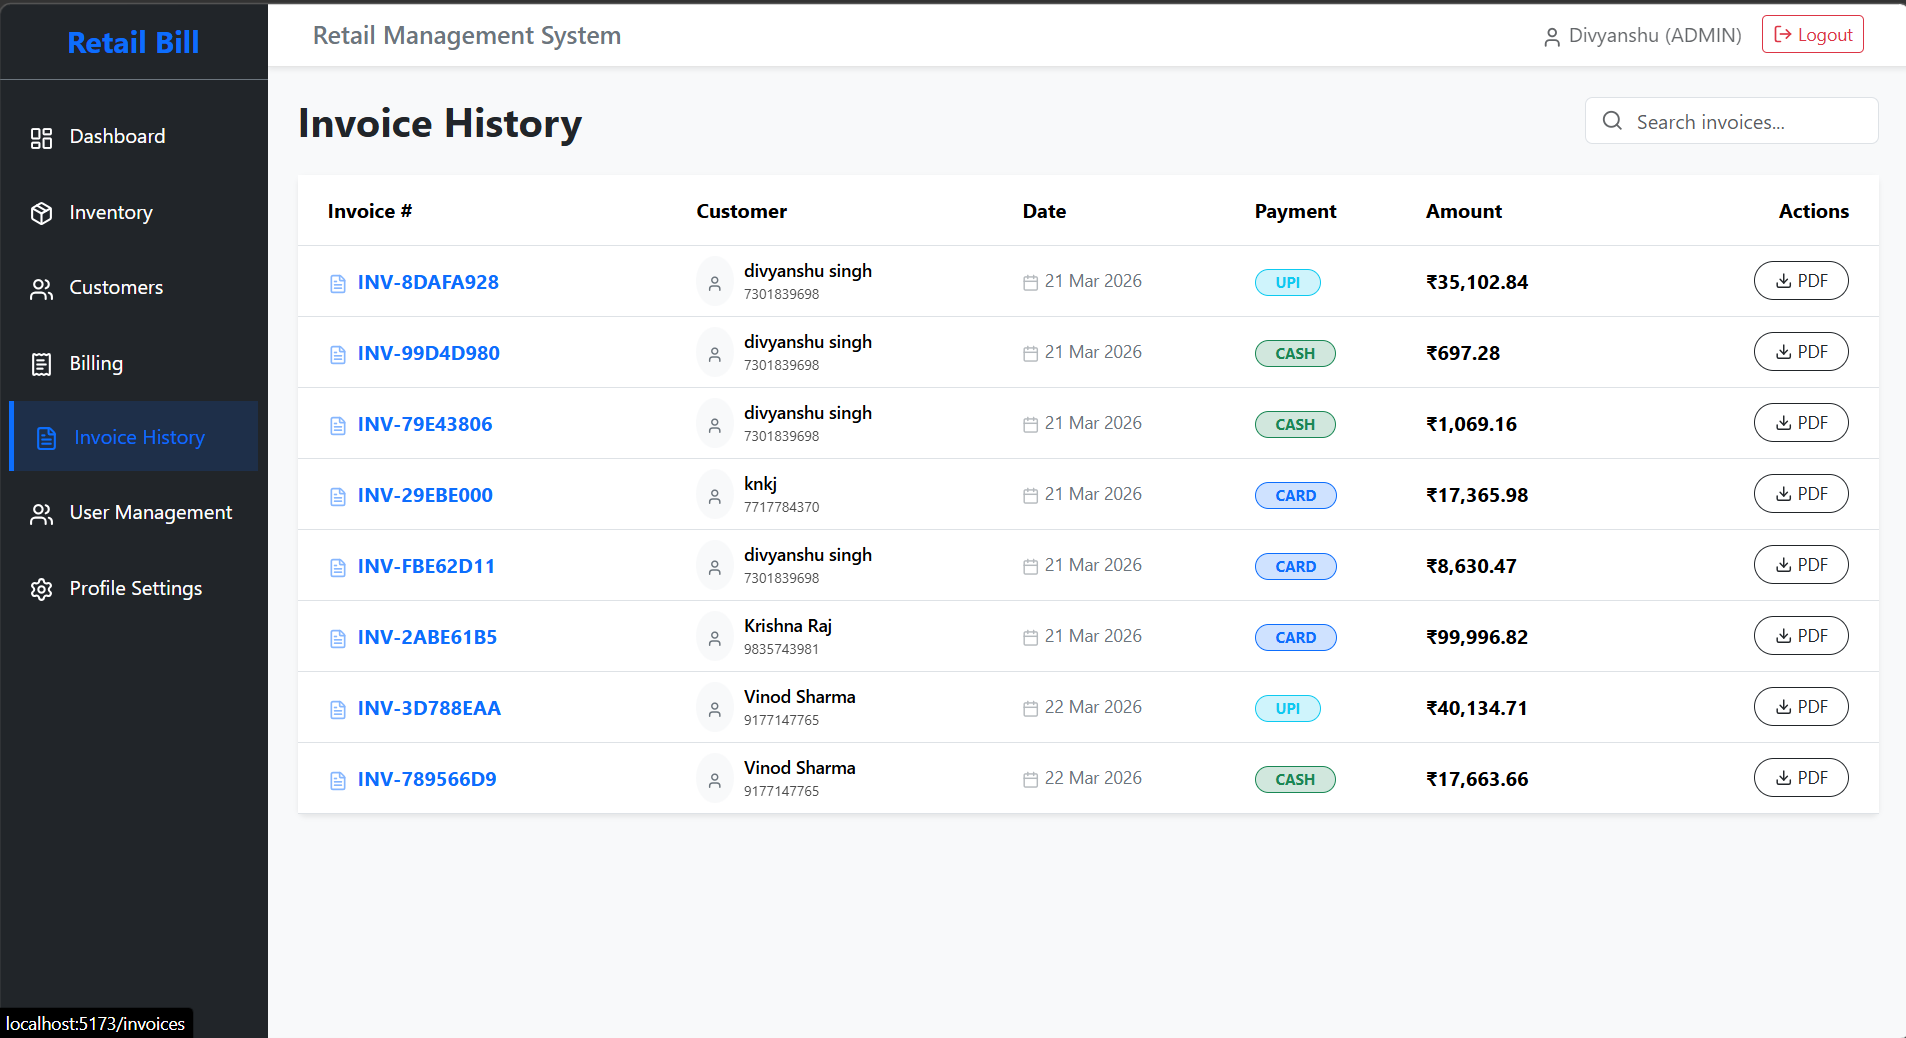 Retail Bill
Retail Management System
Divyanshu (ADMIN)
Logout
Dashboard
Inventory
Customers
Billing
Invoice History
User Management
Profile Settings
Invoice History
Search invoices...
Invoice # Customer Date Payment Amount Actions
INV-8DAFA928 divyanshu singh 21 Mar 2026 UPI ₹35,102.84 PDF
7301839698
INV-99D4D980 divyanshu singh 21 Mar 2026 CASH ₹697.28 PDF
7301839698
INV-79E43806 divyanshu singh 21 Mar 2026 CASH ₹1,069.16 PDF
7301839698
INV-29EBE000 knkj 21 Mar 2026 CARD ₹17,365.98 PDF
7717784370
INV-FBE62D11 divyanshu singh 21 Mar 2026 CARD ₹8,630.47 PDF
7301839698
INV-2ABE61B5 Krishna Raj 21 Mar 2026 CARD ₹99,996.82 PDF
9835743981
INV-3D788EAA Vinod Sharma 22 Mar 2026 UPI ₹40,134.71 PDF
9177147765
INV-789566D9 Vinod Sharma 22 Mar 2026 CASH ₹17,663.66 PDF
9177147765
localhost:5173/invoices